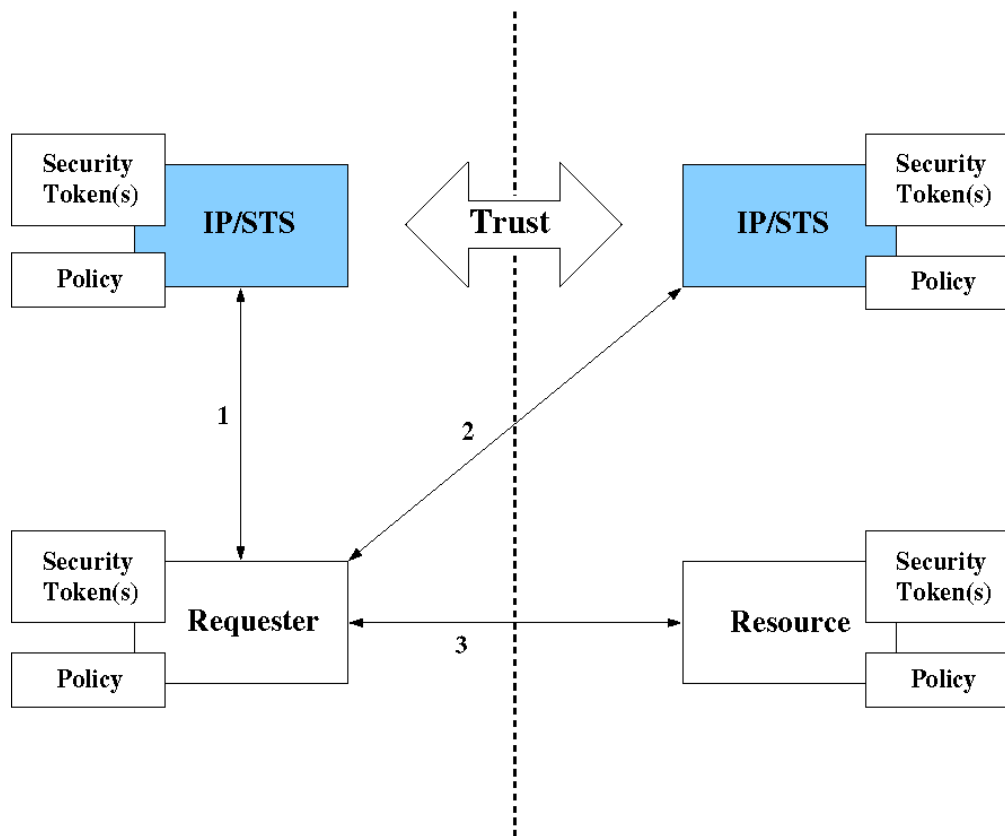 Security
Token(s)
IP/STS
Policy
Trust
Security
Token(s)
IP/STS
Policy
1
2
3
Security
Token(s)
Requester
Policy
Security
Token(s)
Resource
Policy